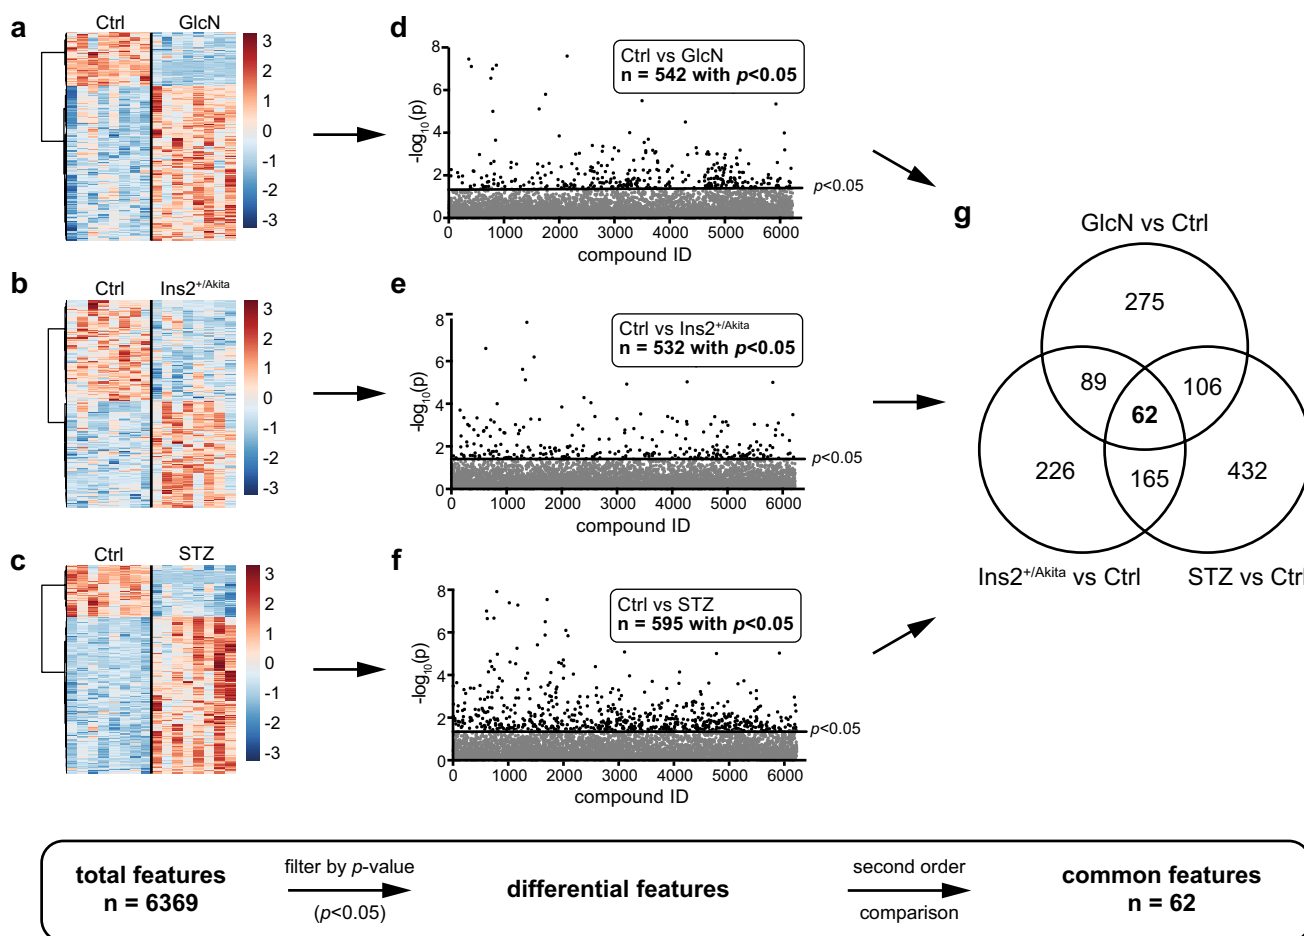 a
Ctrl
GlcN
3
2
1
0
-1
-2
-3
d
8
6
4
2
0
-log10(p)
Ctrl vs GlcN
n = 542 with p<0.05
p<0.05
0 1000 2000 3000 4000 5000 6000
compound ID
b
Ctrl
Ins2+/Akita
3
2
1
0
-1
-2
-3
e
8
6
4
2
0
-log10(p)
Ctrl vs Ins2+/Akita
n = 532 with p<0.05
p<0.05
0 1000 2000 3000 4000 5000 6000
compound ID
c
Ctrl
STZ
3
2
1
0
-1
-2
-3
f
8
6
4
2
0
-log10(p)
Ctrl vs STZ
n = 595 with p<0.05
p<0.05
0 1000 2000 3000 4000 5000 6000
compound ID
g
GlcN vs Ctrl
275
89
106
62
226
165
432
Ins2+/Akita vs Ctrl
STZ vs Ctrl
total features
n = 6369
filter by p-value
(p<0.05)
differential features
second order
comparison
common features
n = 62